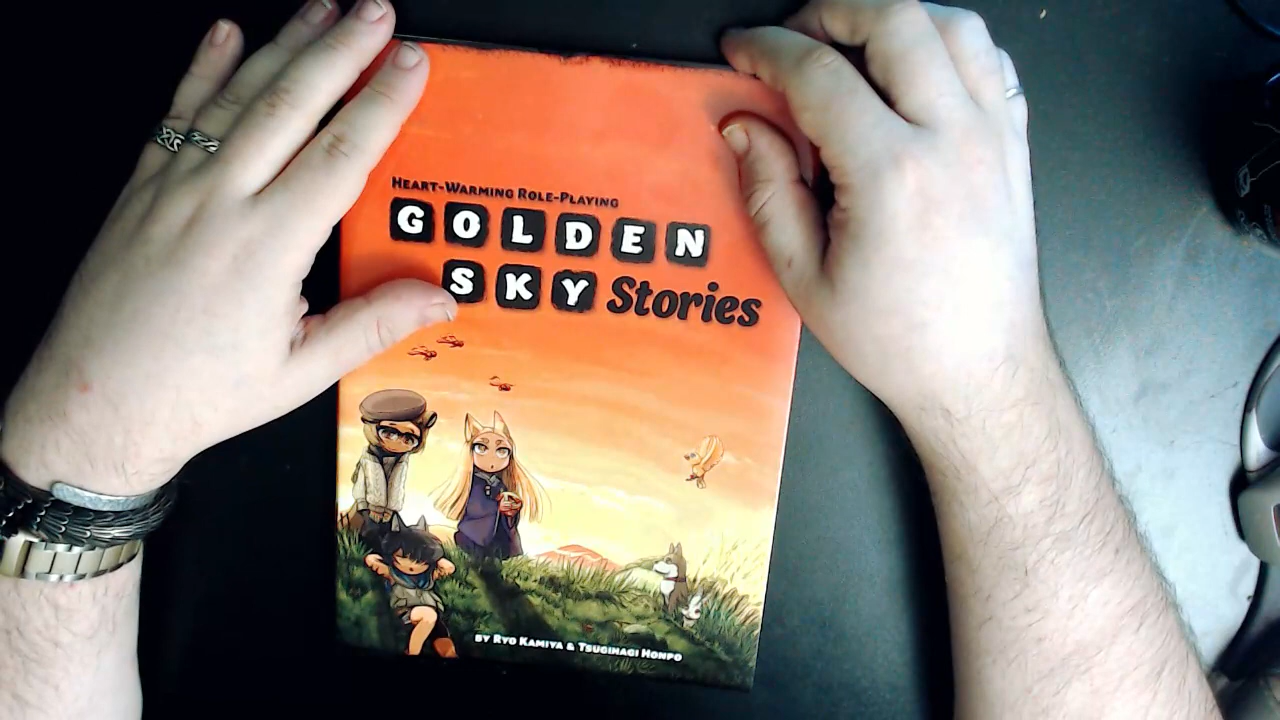 Heart-Warming Role-Playing
GOLDEN
SKY Stories
by Ryo Kamiya & Tsuginagi Honpo